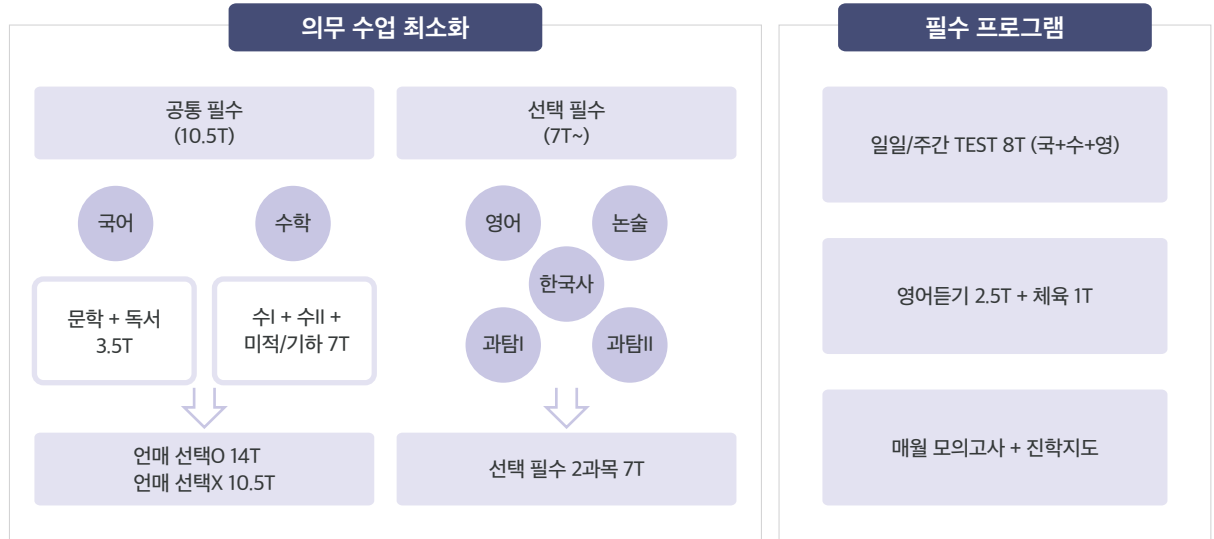 의무 수업 최소화
공통 필수
(10.5T)
선택 필수
(7T~)
국어
수학
영어
논술
한국사
과탐I
과탐II
문학 + 독서
3.5T
수I + 수II +
미적/기하 7T
언매 선택O 14T
언매 선택X 10.5T
선택 필수 2과목 7T
필수 프로그램
일일/주간 TEST 8T (국+수+영)
영어듣기 2.5T + 체육 1T
매월 모의고사 + 진학지도